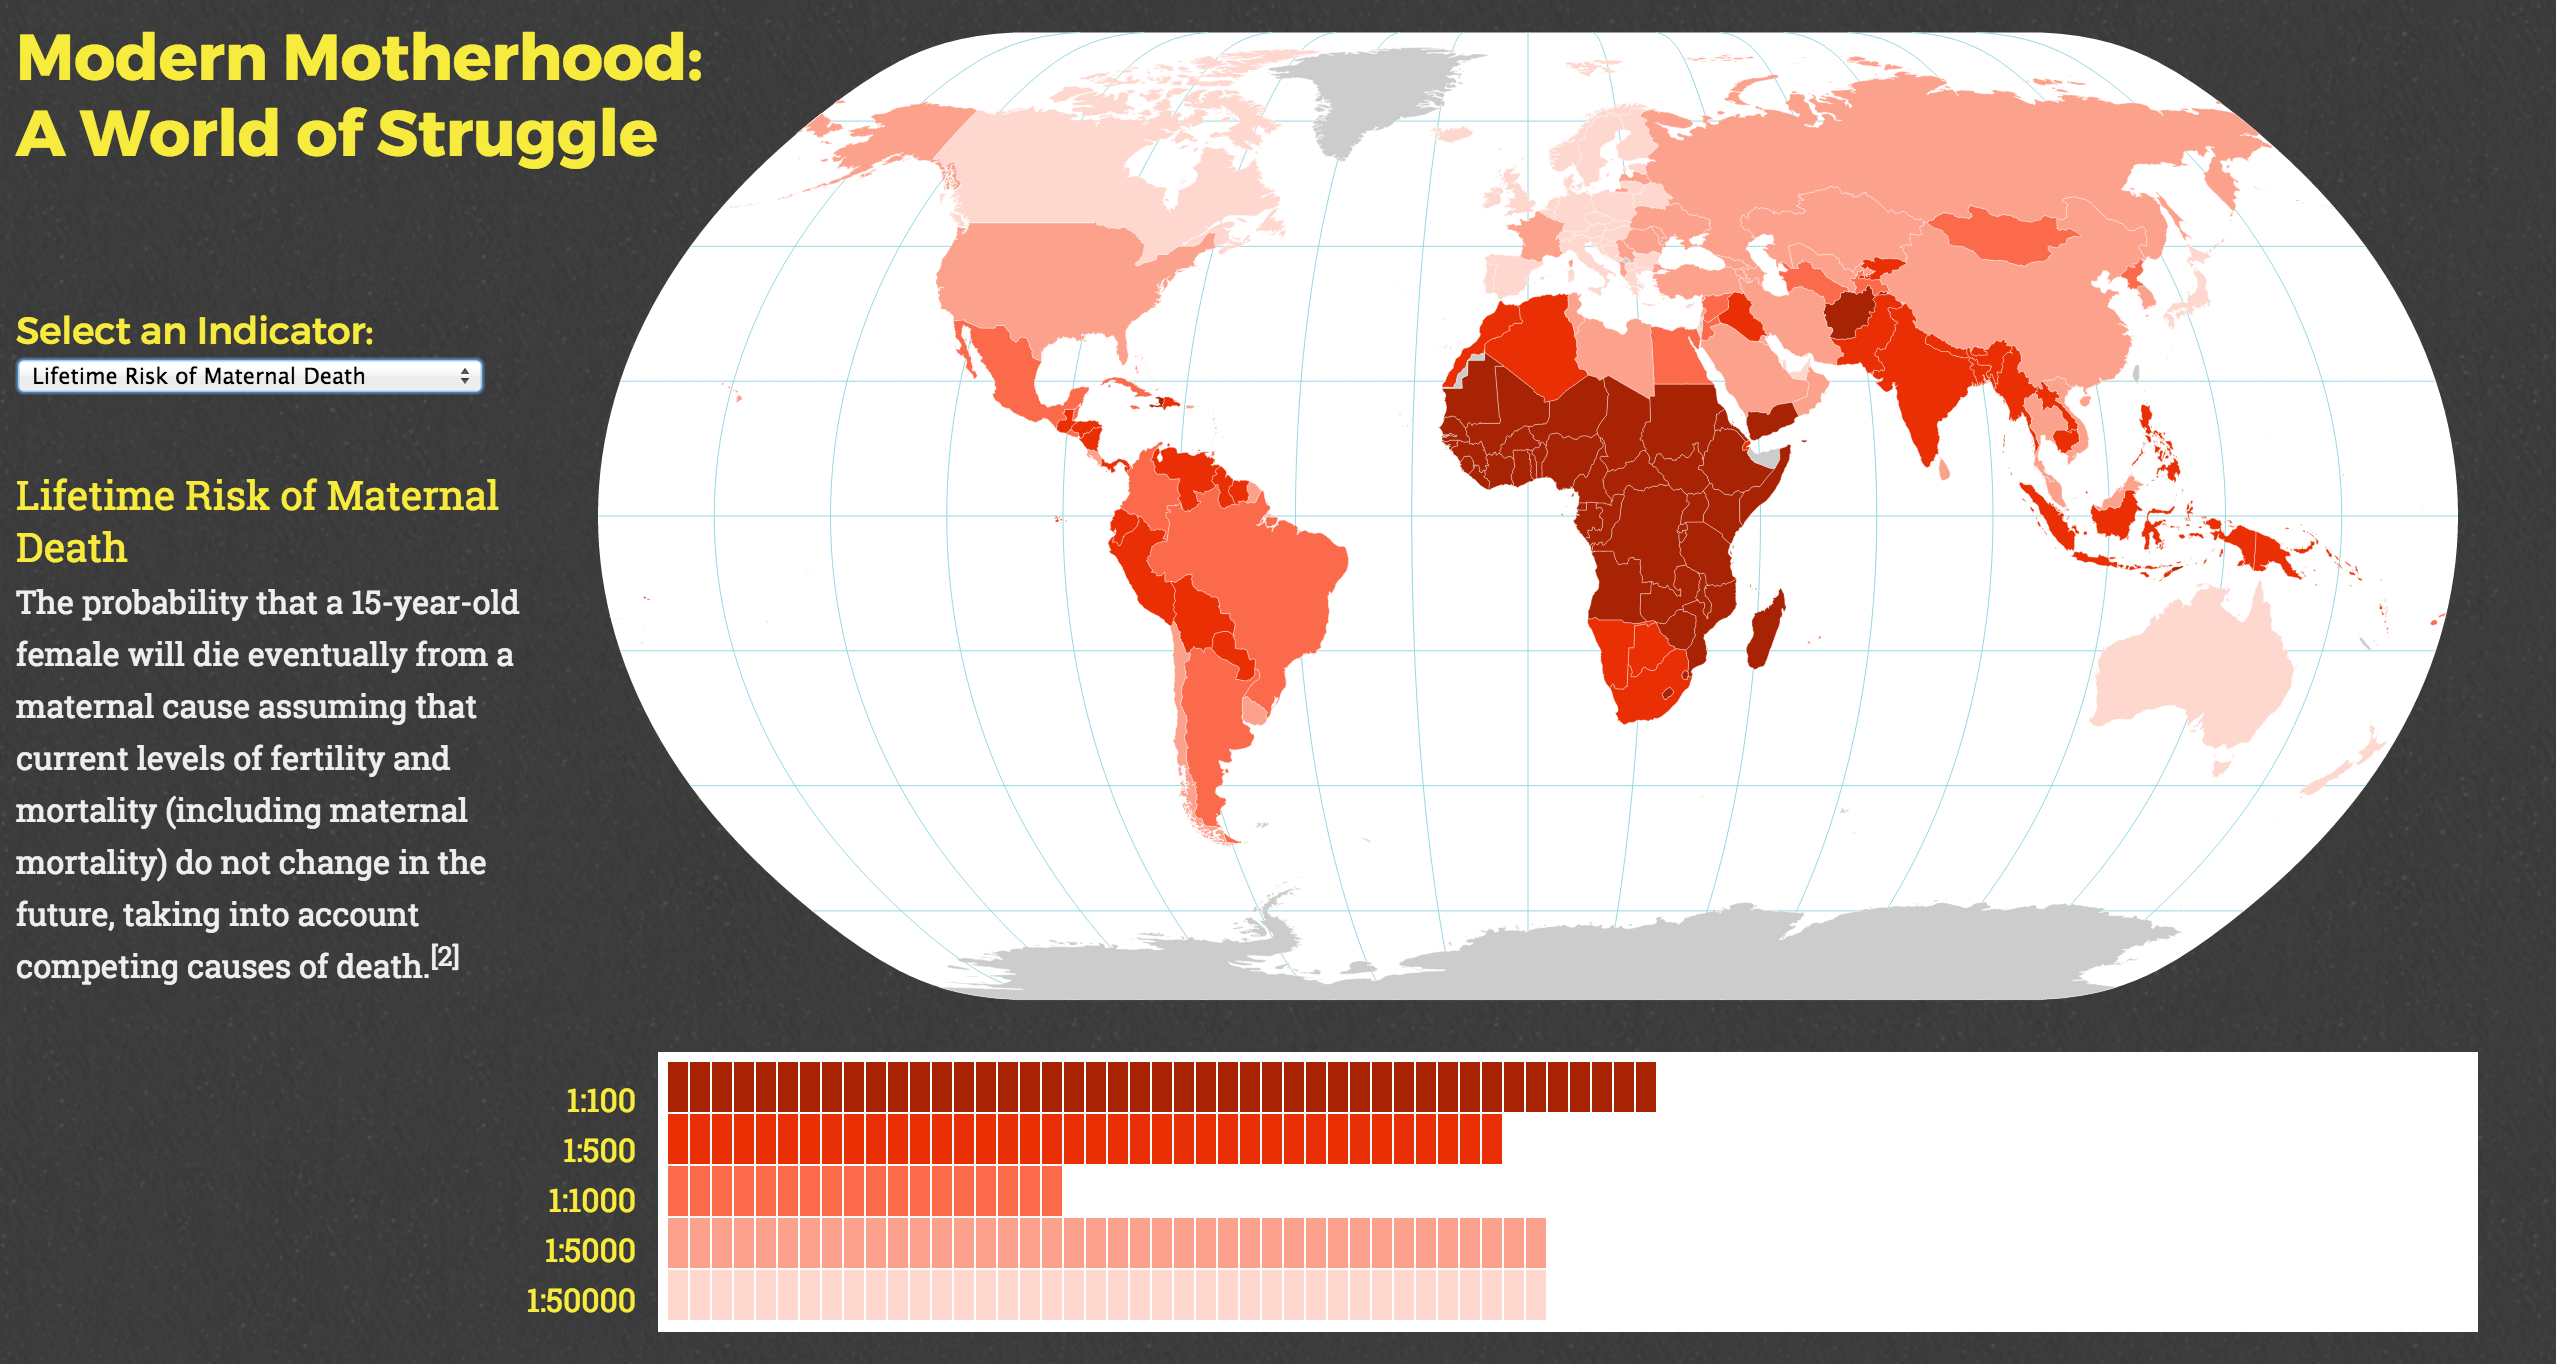 Modern Motherhood:
A World of Struggle
Select an Indicator:
Lifetime Risk of Maternal Death
Lifetime Risk of Maternal
Death
The probability that a 15-year-old
female will die eventually from a
maternal cause assuming that
current levels of fertility and
mortality (including maternal
mortality) do not change in the
future, taking into account
competing causes of death.[2]
1:100
1:500
1:1000
1:5000
1:50000